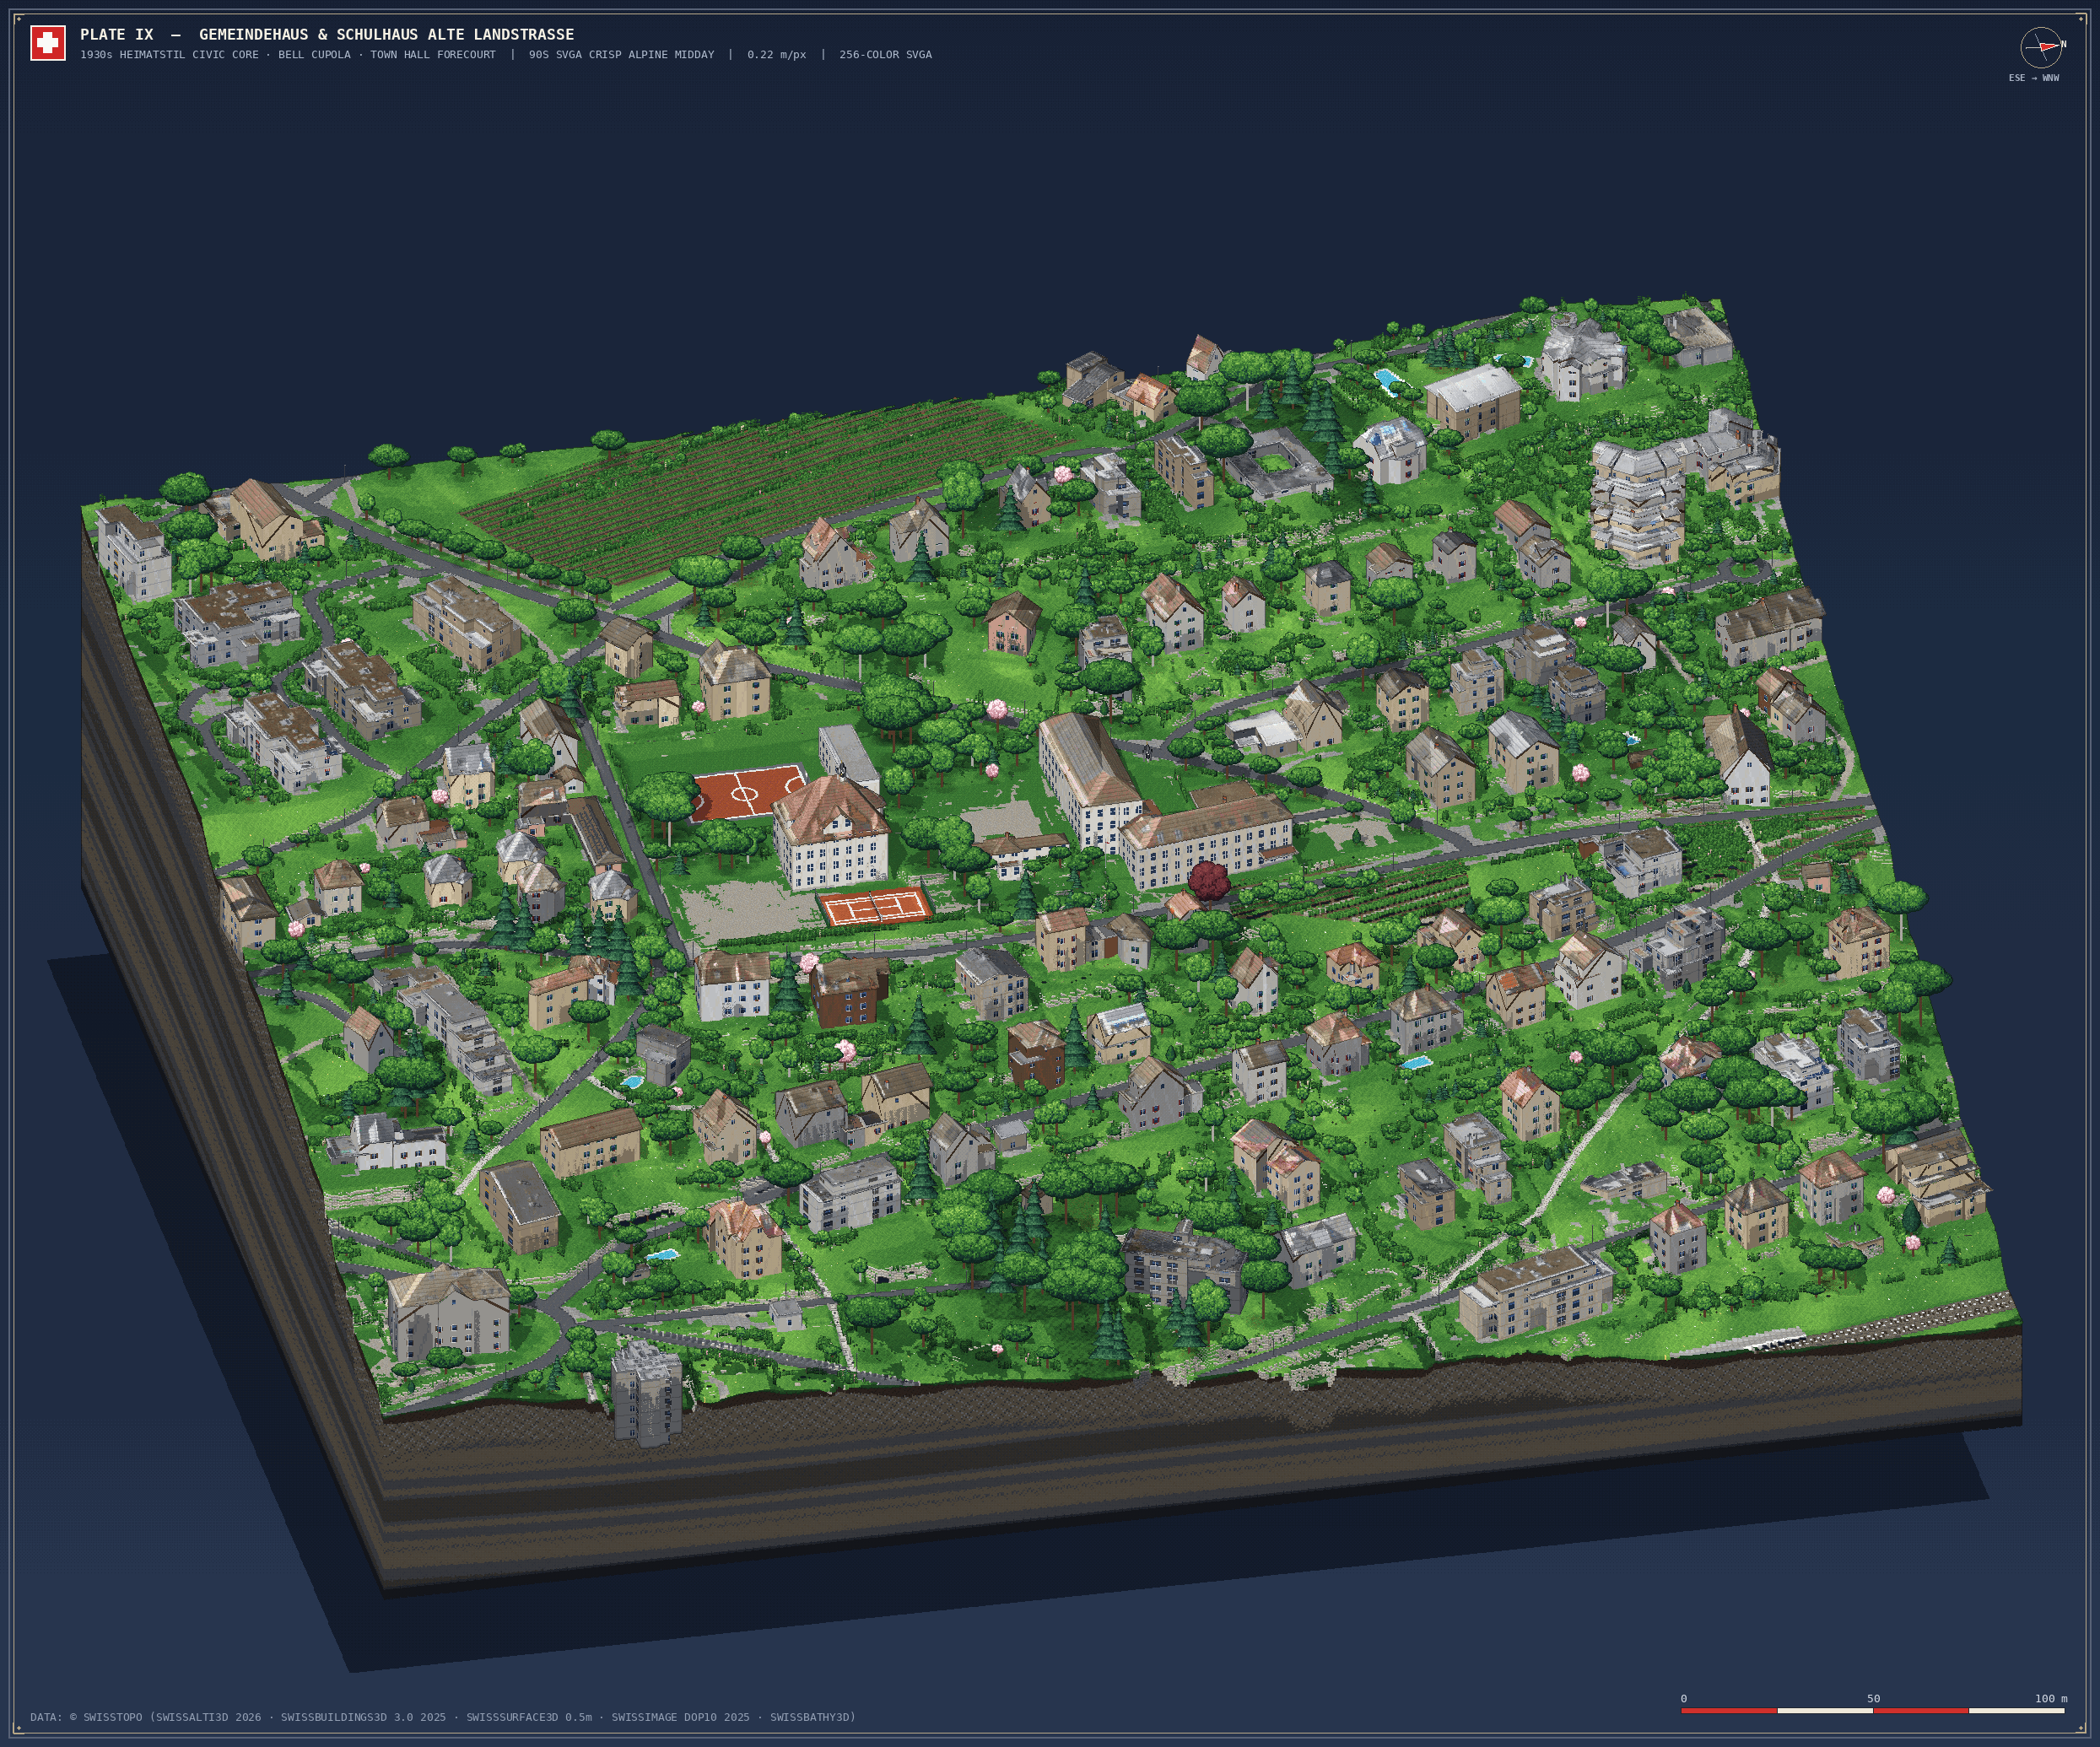 PLATE IX — GEMEINDEHAUS & SCHULHAUS ALTE LANDSTRASSE
1930s HEIMATSTIL CIVIC CORE · BELL CUPOLA · TOWN HALL FORECOURT | 90S SVGA CRISP ALPINE MIDDAY | 0.22 m/px | 256-COLOR SVGA
N
ESE → WNW
0 50 100 m
DATA: © SWISSTOPO (SWISSALTI3D 2026 · SWISSBUILDINGS3D 3.0 2025 · SWISSSURFACE3D 0.5m · SWISSIMAGE DOP10 2025 · SWISSBATHY3D)